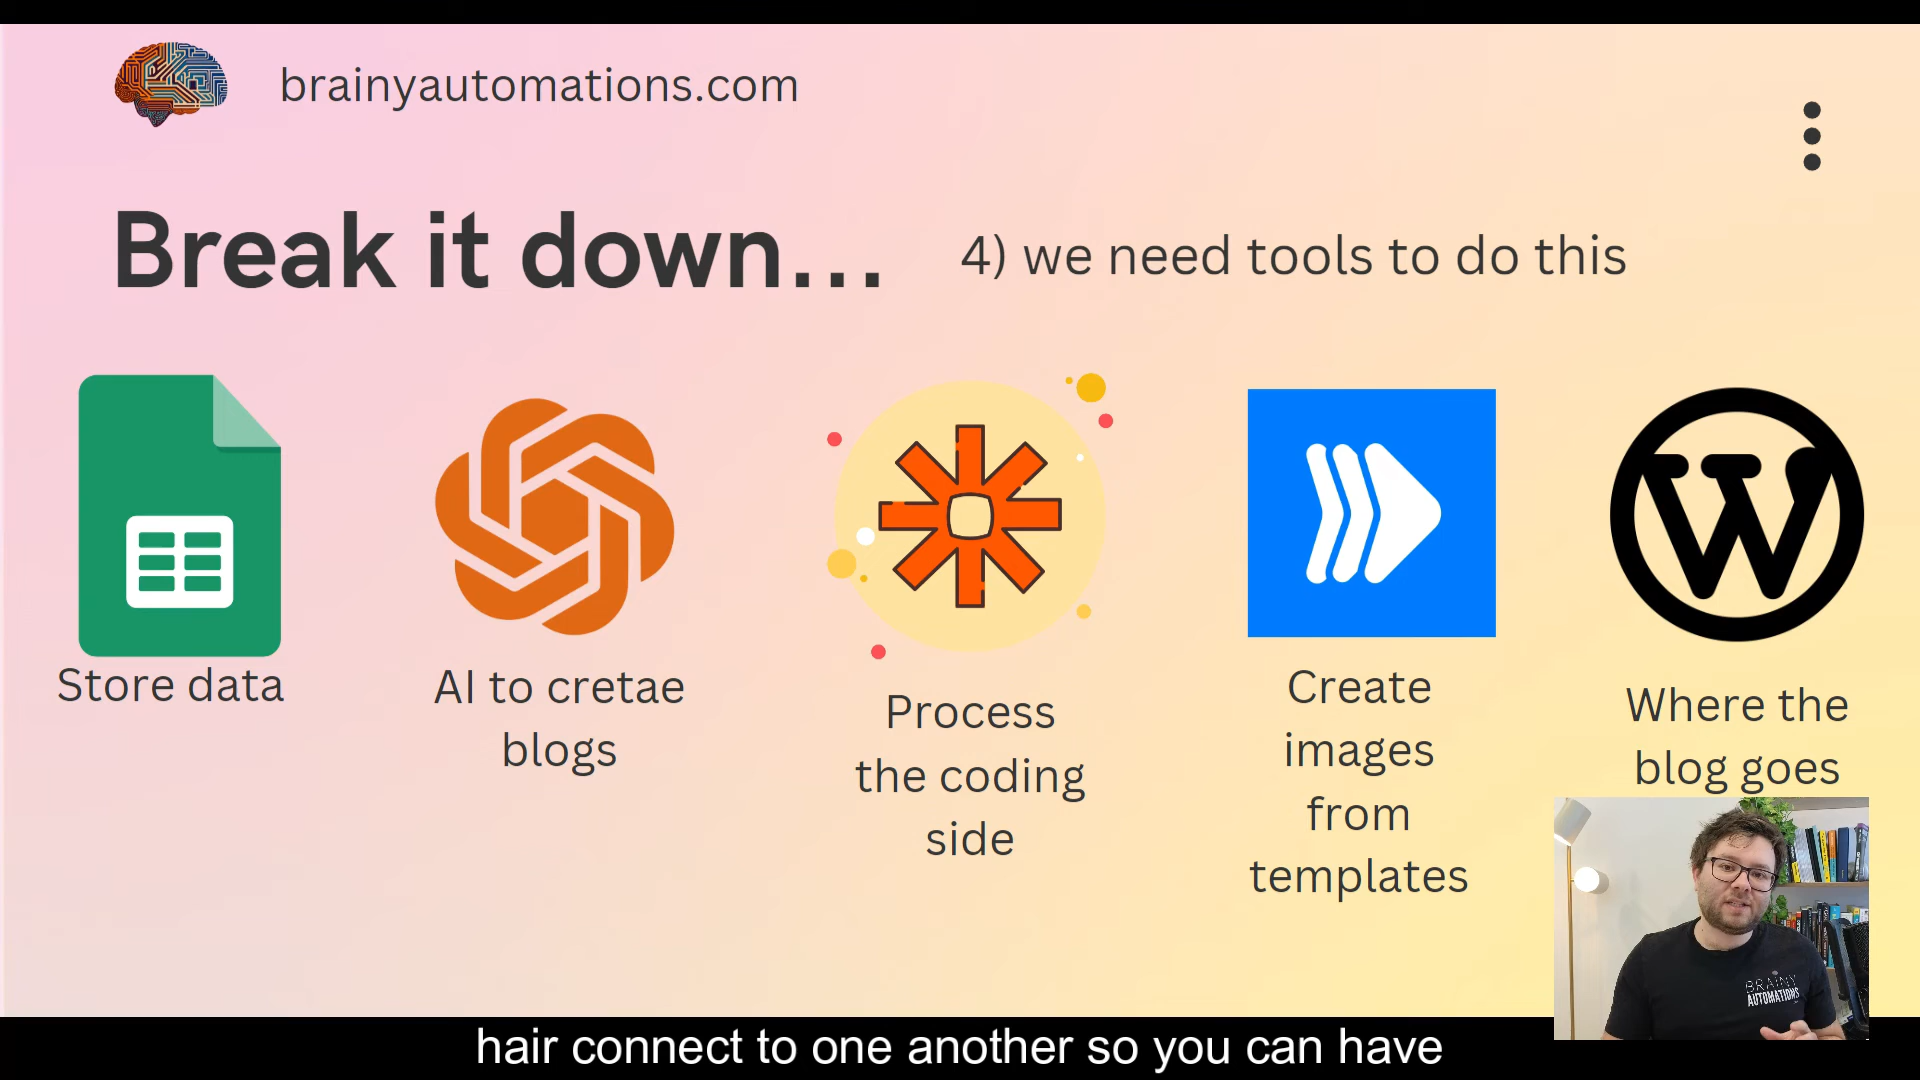 brainyautomations.com
Break it down...
4) we need tools to do this
Store data
AI to cretae
blogs
Process
the coding
side
Create
images
from
templates
Where the
blog goes
BRAINY
AUTOMATIONS
hair connect to one another so you can have